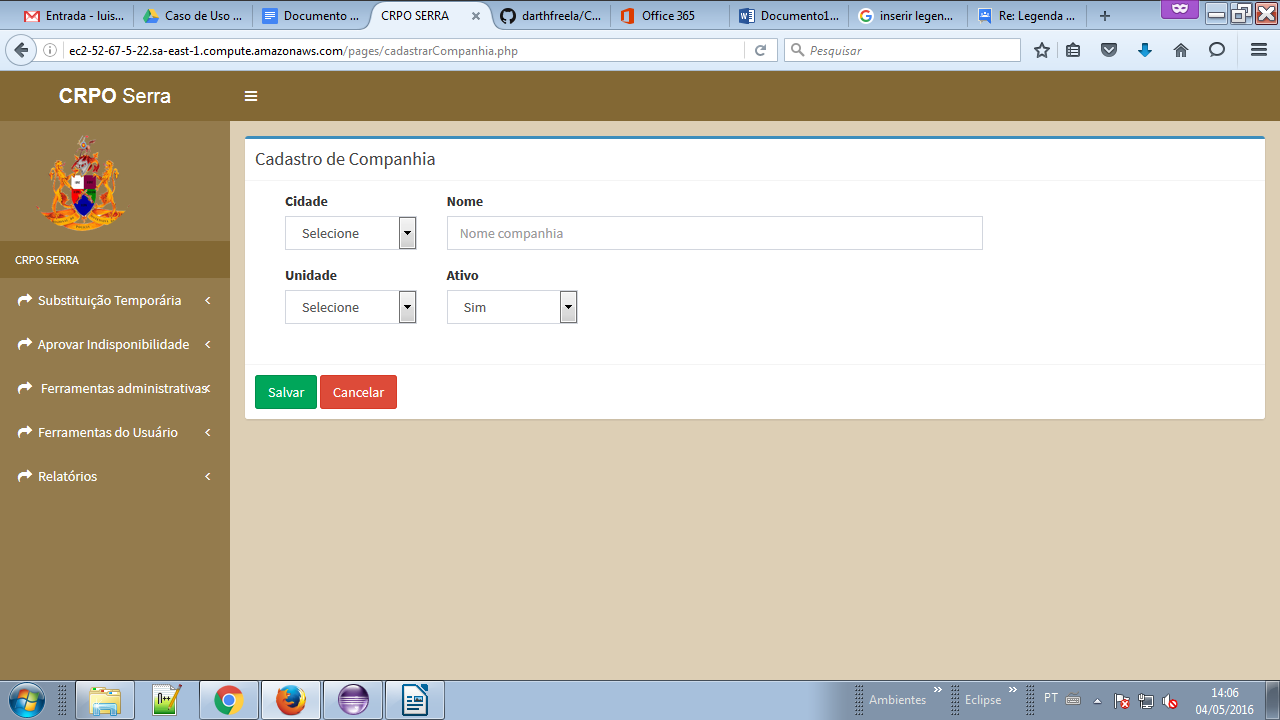 Entrada - luis...
Caso de Uso ...
Documento ...
CRPO SERRA
darthfreela/C...
Office 365
Documento1...
inserir legen...
Re: Legenda ...
ec2-52-67-5-22.sa-east-1.compute.amazonaws.com/pages/cadastrarCompanhia.php
Pesquisar
CRPO Serra
CRPO SERRA
Substituição Temporária
Aprovar Indisponibilidade
Ferramentas administrativas
Ferramentas do Usuário
Relatórios
Cadastro de Companhia
Cidade
Nome
Selecione
Nome companhia
Unidade
Ativo
Selecione
Sim
Salvar
Cancelar
Ambientes
Eclipse
PT
14:06
04/05/2016